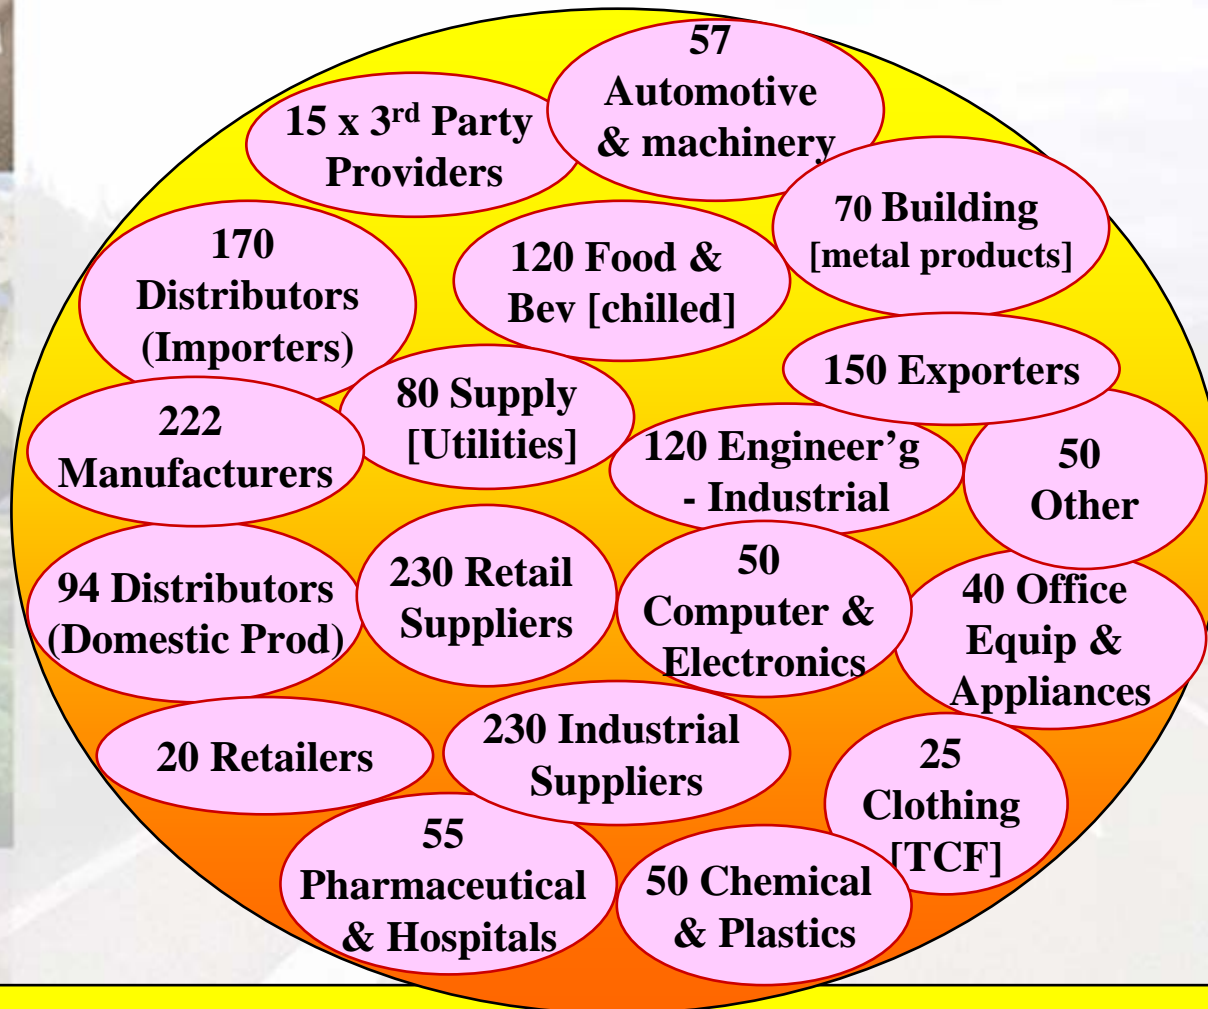 57
Automotive
& machinery
15 x 3rd Party
Providers
70 Building
[metal products]
170
Distributors
(Importers)
120 Food &
Bev [chilled]
150 Exporters
80 Supply
[Utilities]
222
Manufacturers
120 Engineer’g
- Industrial
50
Other
94 Distributors
(Domestic Prod)
230 Retail
Suppliers
50
Computer &
Electronics
40 Office
Equip &
Appliances
20 Retailers
230 Industrial
Suppliers
25
Clothing
[TCF]
55
Pharmaceutical
& Hospitals
50 Chemical
& Plastics